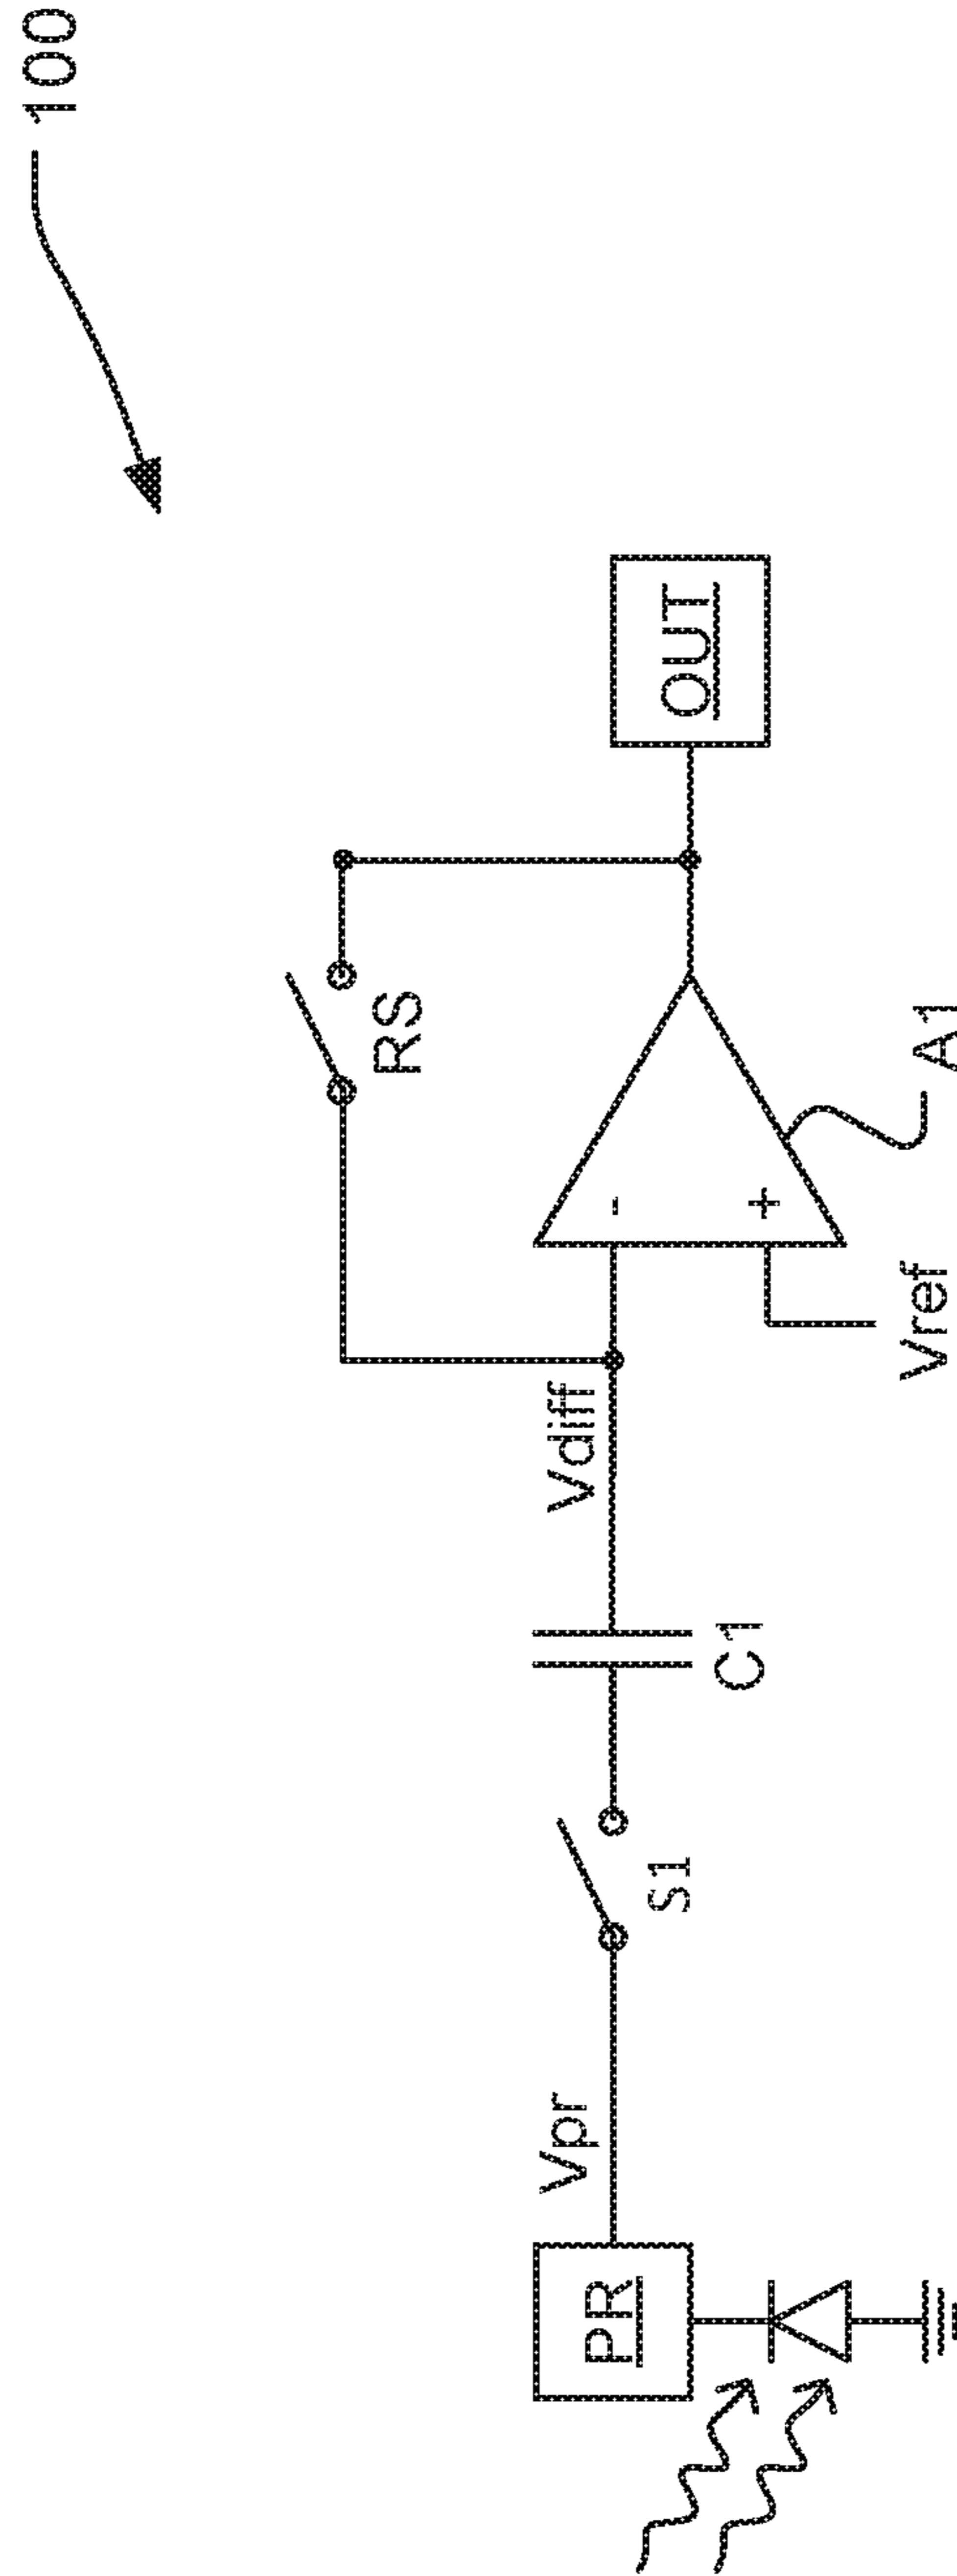 100
RS
OUT
Vpr
Vdiff
PR
-
S1
C1
+
Vref
A1